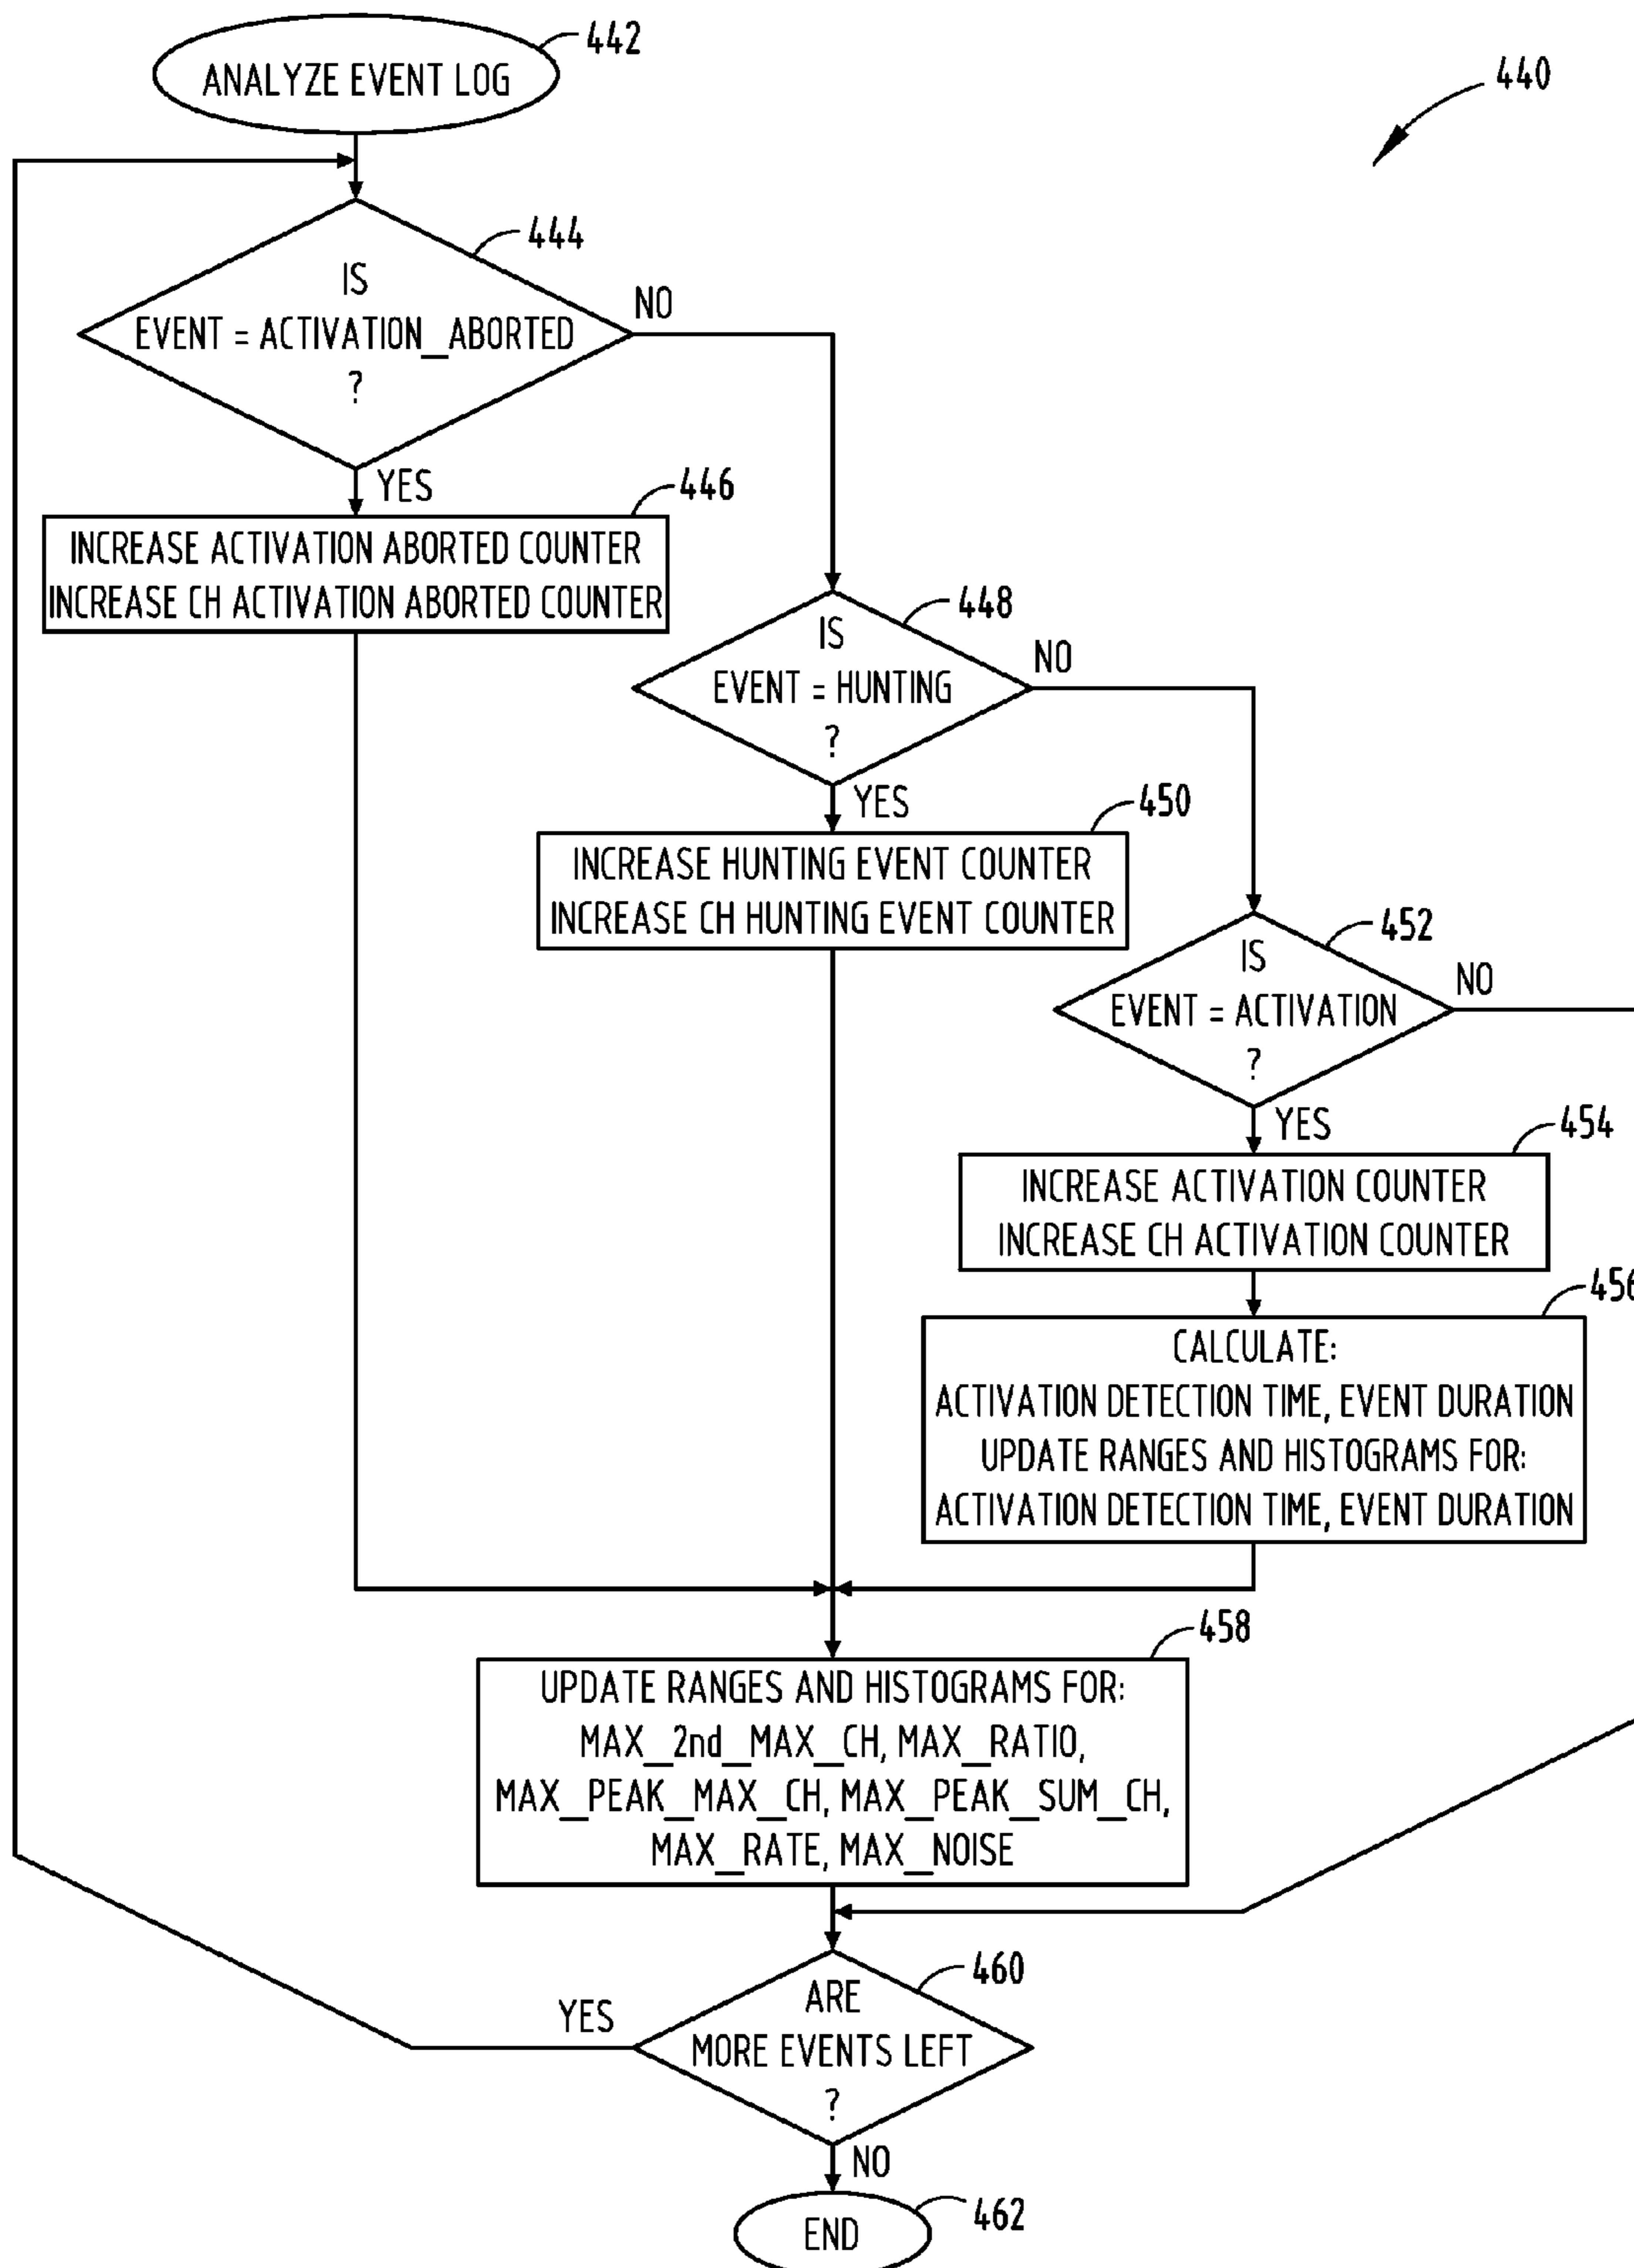 442
ANALYZE EVENT LOG
440
444
IS
EVENT = ACTIVATION_ABORTED
?
NO
YES
446
INCREASE ACTIVATION ABORTED COUNTER
INCREASE CH ACTIVATION ABORTED COUNTER
448
IS
EVENT = HUNTING
?
NO
YES
450
INCREASE HUNTING EVENT COUNTER
INCREASE CH HUNTING EVENT COUNTER
452
IS
EVENT = ACTIVATION
?
NO
YES
454
INCREASE ACTIVATION COUNTER
INCREASE CH ACTIVATION COUNTER
456
CALCULATE:
ACTIVATION DETECTION TIME, EVENT DURATION
UPDATE RANGES AND HISTOGRAMS FOR:
ACTIVATION DETECTION TIME, EVENT DURATION
458
UPDATE RANGES AND HISTOGRAMS FOR:
MAX_2nd_MAX_CH, MAX_RATIO,
MAX_PEAK_MAX_CH, MAX_PEAK_SUM_CH,
MAX_RATE, MAX_NOISE
460
ARE
MORE EVENTS LEFT
?
YES
NO
462
END